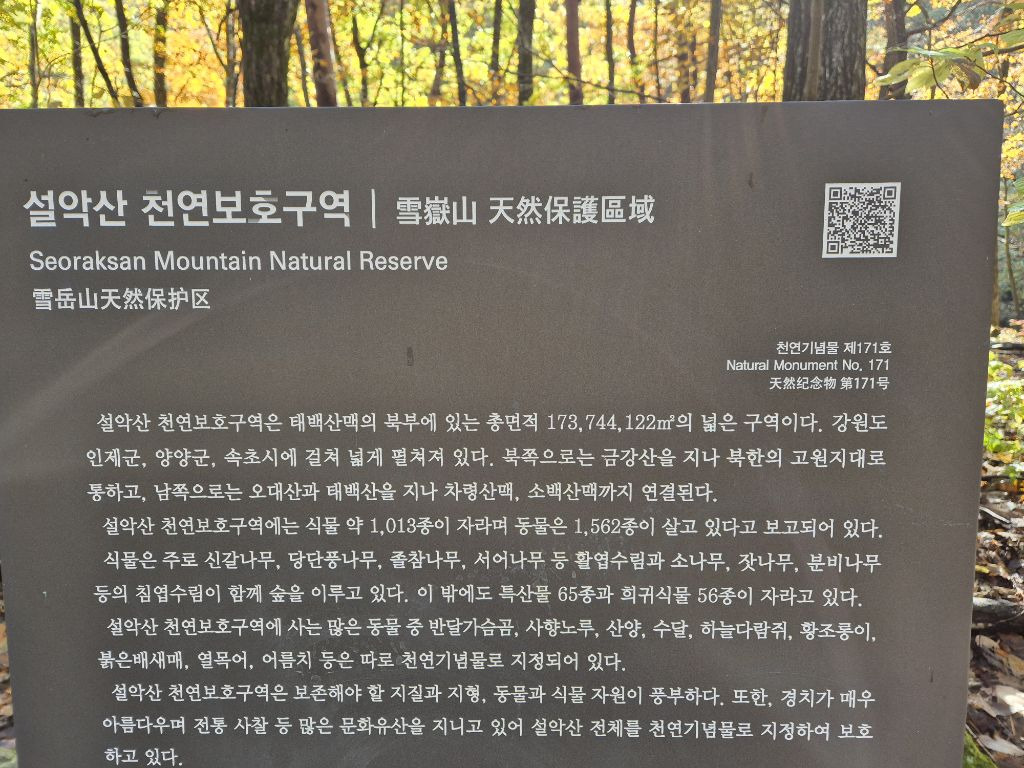 설악산 천연보호구역 | 雪嶽山 天然保護區域
Seoraksan Mountain Natural Reserve
雪岳山天然保护区
천연기념물 제171호
Natural Monument No. 171
天然纪念物 第171号
설악산 천연보호구역은 태백산맥의 북부에 있는 총면적 173,744,122㎡의 넓은 구역이다. 강원도
인제군, 양양군, 속초시에 걸쳐 넓게 펼쳐져 있다. 북쪽으로는 금강산을 지나 북한의 고원지대로
통하고, 남쪽으로는 오대산과 태백산을 지나 차령산맥, 소백산맥까지 연결된다.
설악산 천연보호구역에는 식물 약 1,013종이 자라며 동물은 1,562종이 살고 있다고 보고되어 있다.
식물은 주로 신갈나무, 당단풍나무, 졸참나무, 서어나무 등 활엽수림과 소나무, 잣나무, 분비나무
등의 침엽수림이 함께 숲을 이루고 있다. 이 밖에도 특산물 65종과 희귀식물 56종이 자라고 있다.
설악산 천연보호구역에 사는 많은 동물 중 반달가슴곰, 사향노루, 산양, 수달, 하늘다람쥐, 황조롱이,
붉은배새매, 열목어, 어름치 등은 따로 천연기념물로 지정되어 있다.
설악산 천연보호구역은 보존해야 할 지질과 지형, 동물과 식물 자원이 풍부하다. 또한, 경치가 매우
아름다우며 전통 사찰 등 많은 문화유산을 지니고 있어 설악산 전체를 천연기념물로 지정하여 보호
하고 있다.